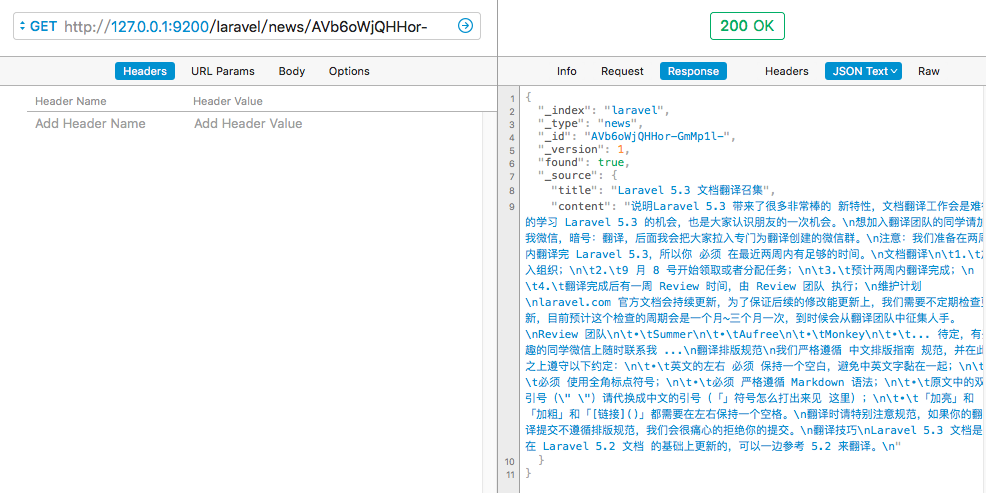 GET http://127.0.0.1:9200/laravel/news/AVb6oWjQHHor-
200 OK
Headers URL Params Body Options
Info Request Response Headers JSON Text Raw
Header Name Header Value
Add Header Name Add Header Value
1 {
2 "_index": "laravel",
3 "_type": "news",
4 "_id": "AVb6oWjQHHor-GmMp1l-",
5 "_version": 1,
6 "found": true,
7 "_source": {
8 "title": "Laravel 5.3 文档翻译召集",
9 "content": "说明Laravel 5.3 带来了很多非常棒的 新特性，文档翻译工作会是难
的学习 Laravel 5.3 的机会，也是大家认识朋友的一次机会。\n想加入翻译团队的同学请加
我微信，暗号：翻译，后面我会把大家拉入专门为翻译创建的微信群。\n注意：我们准备在两周
内翻译完 Laravel 5.3，所以你 必须 在最近两周内有足够的时间。\n文档翻译\n\t1.\t
入组织；\n\t2.\t9 月 8 号开始领取或者分配任务；\n\t3.\t预计两周内翻译完成；\n
\t4.\t翻译完成后有一周 Review 时间，由 Review 团队 执行；\n维护计划
\nlaravel.com 官方文档会持续更新，为了保证后续的修改能更新上，我们需要不定期检查更
新，目前预计这个检查的周期会是一个月~三个月一次，到时候会从翻译团队中征集人手。
\nReview 团队\n\t•\tSummer\n\t•\tAufree\n\t•\tMonkey\n\t•\t... 待定，有
趣的同学微信上随时联系我 ...\n翻译排版规范\n我们严格遵循 中文排版指南 规范，并在此
之上遵守以下约定：\n\t•\t英文的左右 必须 保持一个空白，避免中英文字黏在一起；\n\t
\t必须 使用全角标点符号；\n\t•\t必须 严格遵循 Markdown 语法；\n\t•\t原文中的双
引号（\" \"）请代换成中文的引号（「」符号怎么打出来见 这里）；\n\t•\t「加亮」和
「加粗」和「[链接]()」都需要在左右保持一个空格。\n翻译时请特别注意规范，如果你的翻
译提交不遵循排版规范，我们会很痛心的拒绝你的提交。\n翻译技巧\nLaravel 5.3 文档是
在 Laravel 5.2 文档 的基础上更新的，可以一边参考 5.2 来翻译。\n"
10 }
11 }